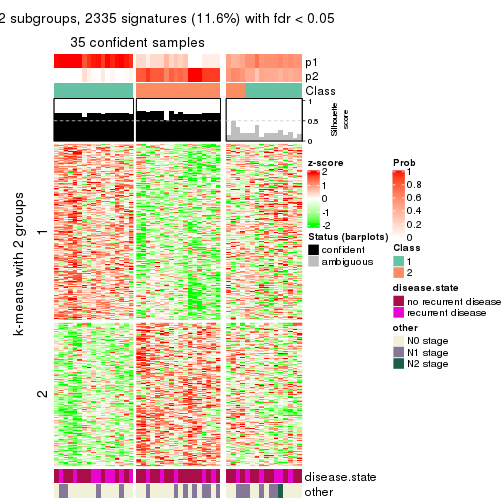 2 subgroups, 2335 signatures (11.6%) with fdr < 0.05
35 confident samples
p1
p2
Class
1
0.5
0
Silhouette
score
k-means with 2 groups
1
2
z-score
2
1
0
-1
-2
Status (barplots)
confident
ambiguous
Prob
1
0.8
0.6
0.4
0.2
0
Class
1
2
disease.state
no recurrent disease
recurrent disease
other
N0 stage
N1 stage
N2 stage
disease.state
other